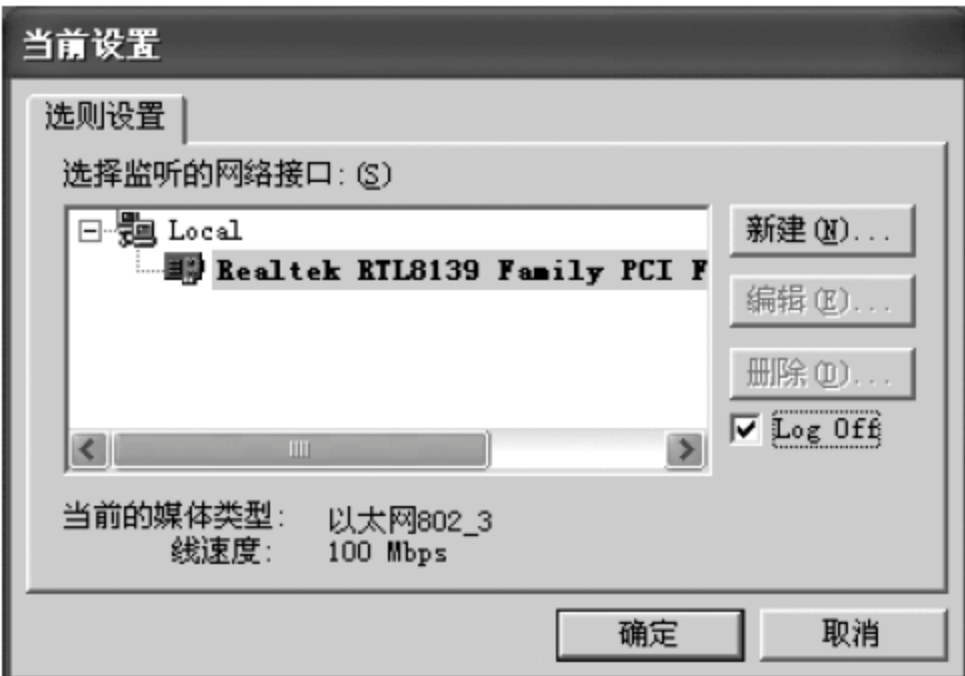 当前设置
选则设置
选择监听的网络接口: (S)
Local
Realtek RTL8139 Family PCI F
新建(N)...
编辑(E)...
删除(D)...
Log Off
当前的媒体类型: 以太网802_3
线速度: 100 Mbps
确定 取消